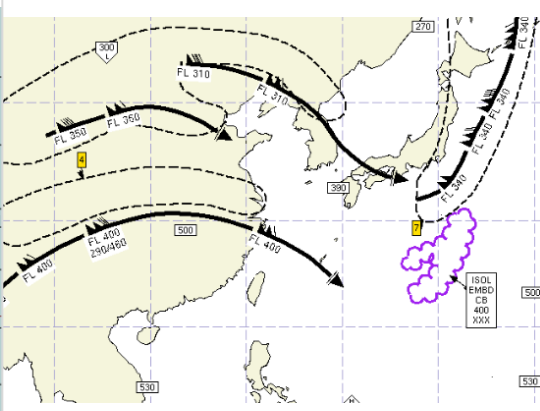 270
FL 340
300
L
FL 310
FL 310
FL 340
FL 350
FL 350
FL 340
4
FL 340
390
7
500
FL 400
290/460
FL 400
FL 400
ISOL
EMBD
CB
400
XXX
500
530
530
H